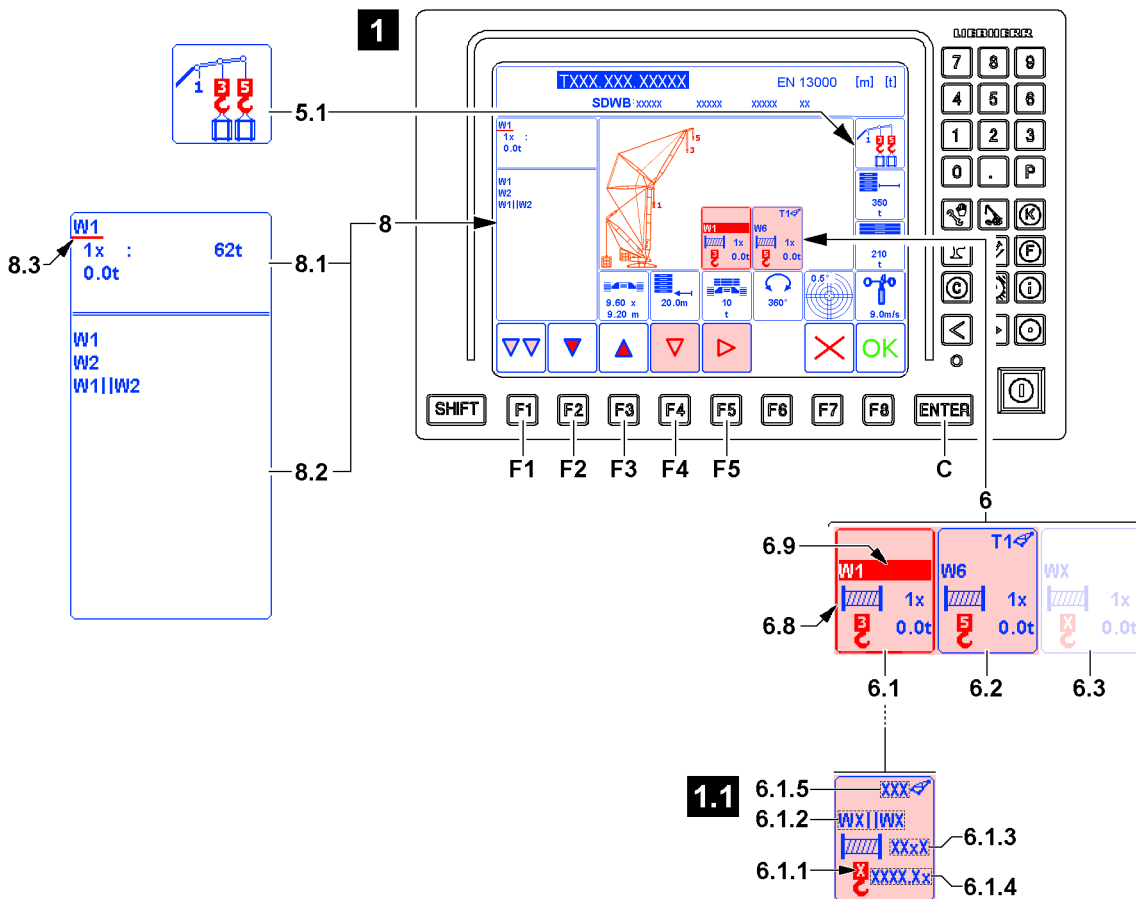 1
LIEBHERR
TXXX.XXX.XXXXX
EN 13000 [m] [t]
SDWB: xxxxx xxxxx xxxxx xx
W1
1x :
0.0t
W1
W2
W1||W2
5
3
1
1 3 5
350
t
210
t
W1
1x
3
0.0t
T1
W6
1x
5
0.0t
9.60 x
9.20 m
20.0m
10
t
360°
0.5°
9.0m/s
OK
7 8 9
4 5 6
1 2 3
0 . P
K
F
C i
SHIFT F1 F2 F3 F4 F5 F6 F7 F8 ENTER
F1 F2 F3 F4 F5 C
1 3 5
5.1
8
W1
1x : 62t
0.0t
W1
W2
W1||W2
8.3
8.1
8.2
6
6.9
6.8
W1
1x
3
0.0t
T1
W6
1x
5
0.0t
WX
1x
X
0.0t
6.1 6.2 6.3
1.1
6.1.5
XXX
6.1.2
WX||WX
XXxX
6.1.3
6.1.1
X
XXXX.Xx
6.1.4